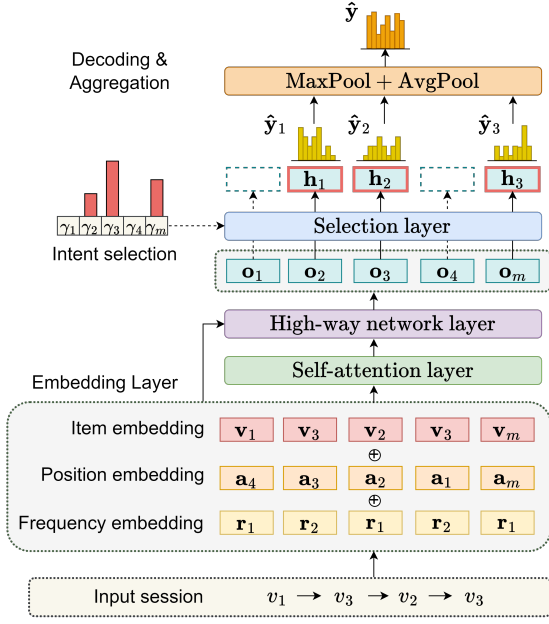 ŷ
Decoding &
Aggregation
MaxPool + AvgPool
ŷ₁ ŷ₂ ŷ₃
h₁ h₂ h₃
γ₁ γ₂ γ₃ γ₄ γₘ
Selection layer
Intent selection
o₁ o₂ o₃ o₄ oₘ
High-way network layer
Self-attention layer
Embedding Layer
Item embedding v₁ v₃ v₂ v₃ vₘ
⊕
Position embedding a₄ a₃ a₂ a₁ aₘ
⊕
Frequency embedding r₁ r₂ r₁ r₂ r₁
Input session v₁ → v₃ → v₂ → v₃